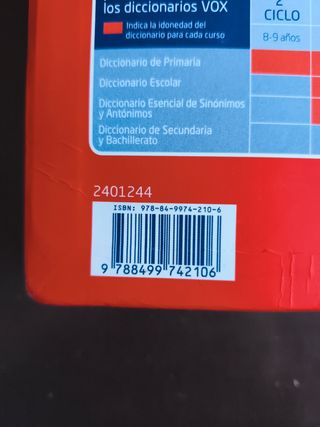 los diccionarios VOX
Indica la idonedad del
diccionario para cada curso
2
CICLO
8-9 años
Diccionario de Primaria
Diccionario Escolar
Diccionario Esencial de Sinónimos
y Antónimos
Diccionario de Secundaria
y Bachillerato
2401244
ISBN: 978-84-9974-210-6
9 788499 742106